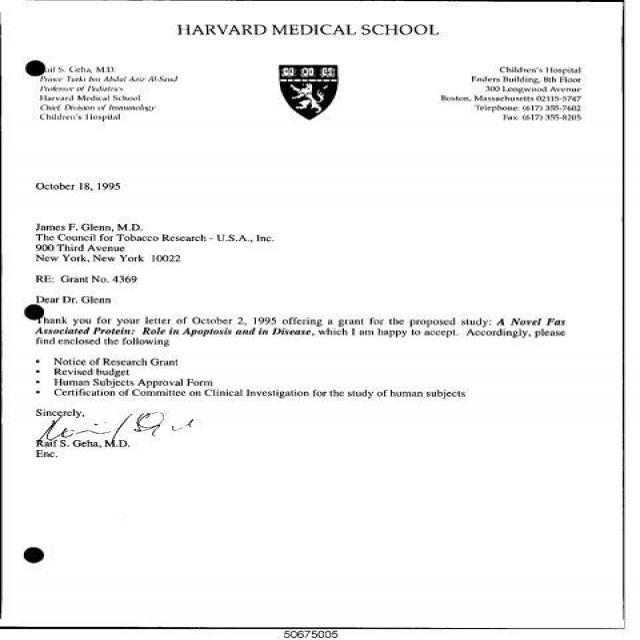 HARVARD MEDICAL SCHOOL
Raif S. Geha, M.D.
Prince Turki bin Abdul Aziz Al-Saud
Professor of Pediatrics
Harvard Medical School
Chief, Division of Immunology
Children's Hospital
Children's Hospital
Enders Building, 8th Floor
300 Longwood Avenue
Boston, Massachusetts 02115-5747
Telephone: (617) 355-7602
Fax: (617) 355-8205
October 18, 1995
James F. Glenn, M.D.
The Council for Tobacco Research - U.S.A., Inc.
900 Third Avenue
New York, New York 10022
RE: Grant No. 4369
Dear Dr. Glenn
Thank you for your letter of October 2, 1995 offering a grant for the proposed study: A Novel Fas
Associated Protein: Role in Apoptosis and in Disease, which I am happy to accept. Accordingly, please
find enclosed the following
• Notice of Research Grant
• Revised budget
• Human Subjects Approval Form
• Certification of Committee on Clinical Investigation for the study of human subjects
Sincerely,
Raif S. Geha, M.D.
Enc.
50675005